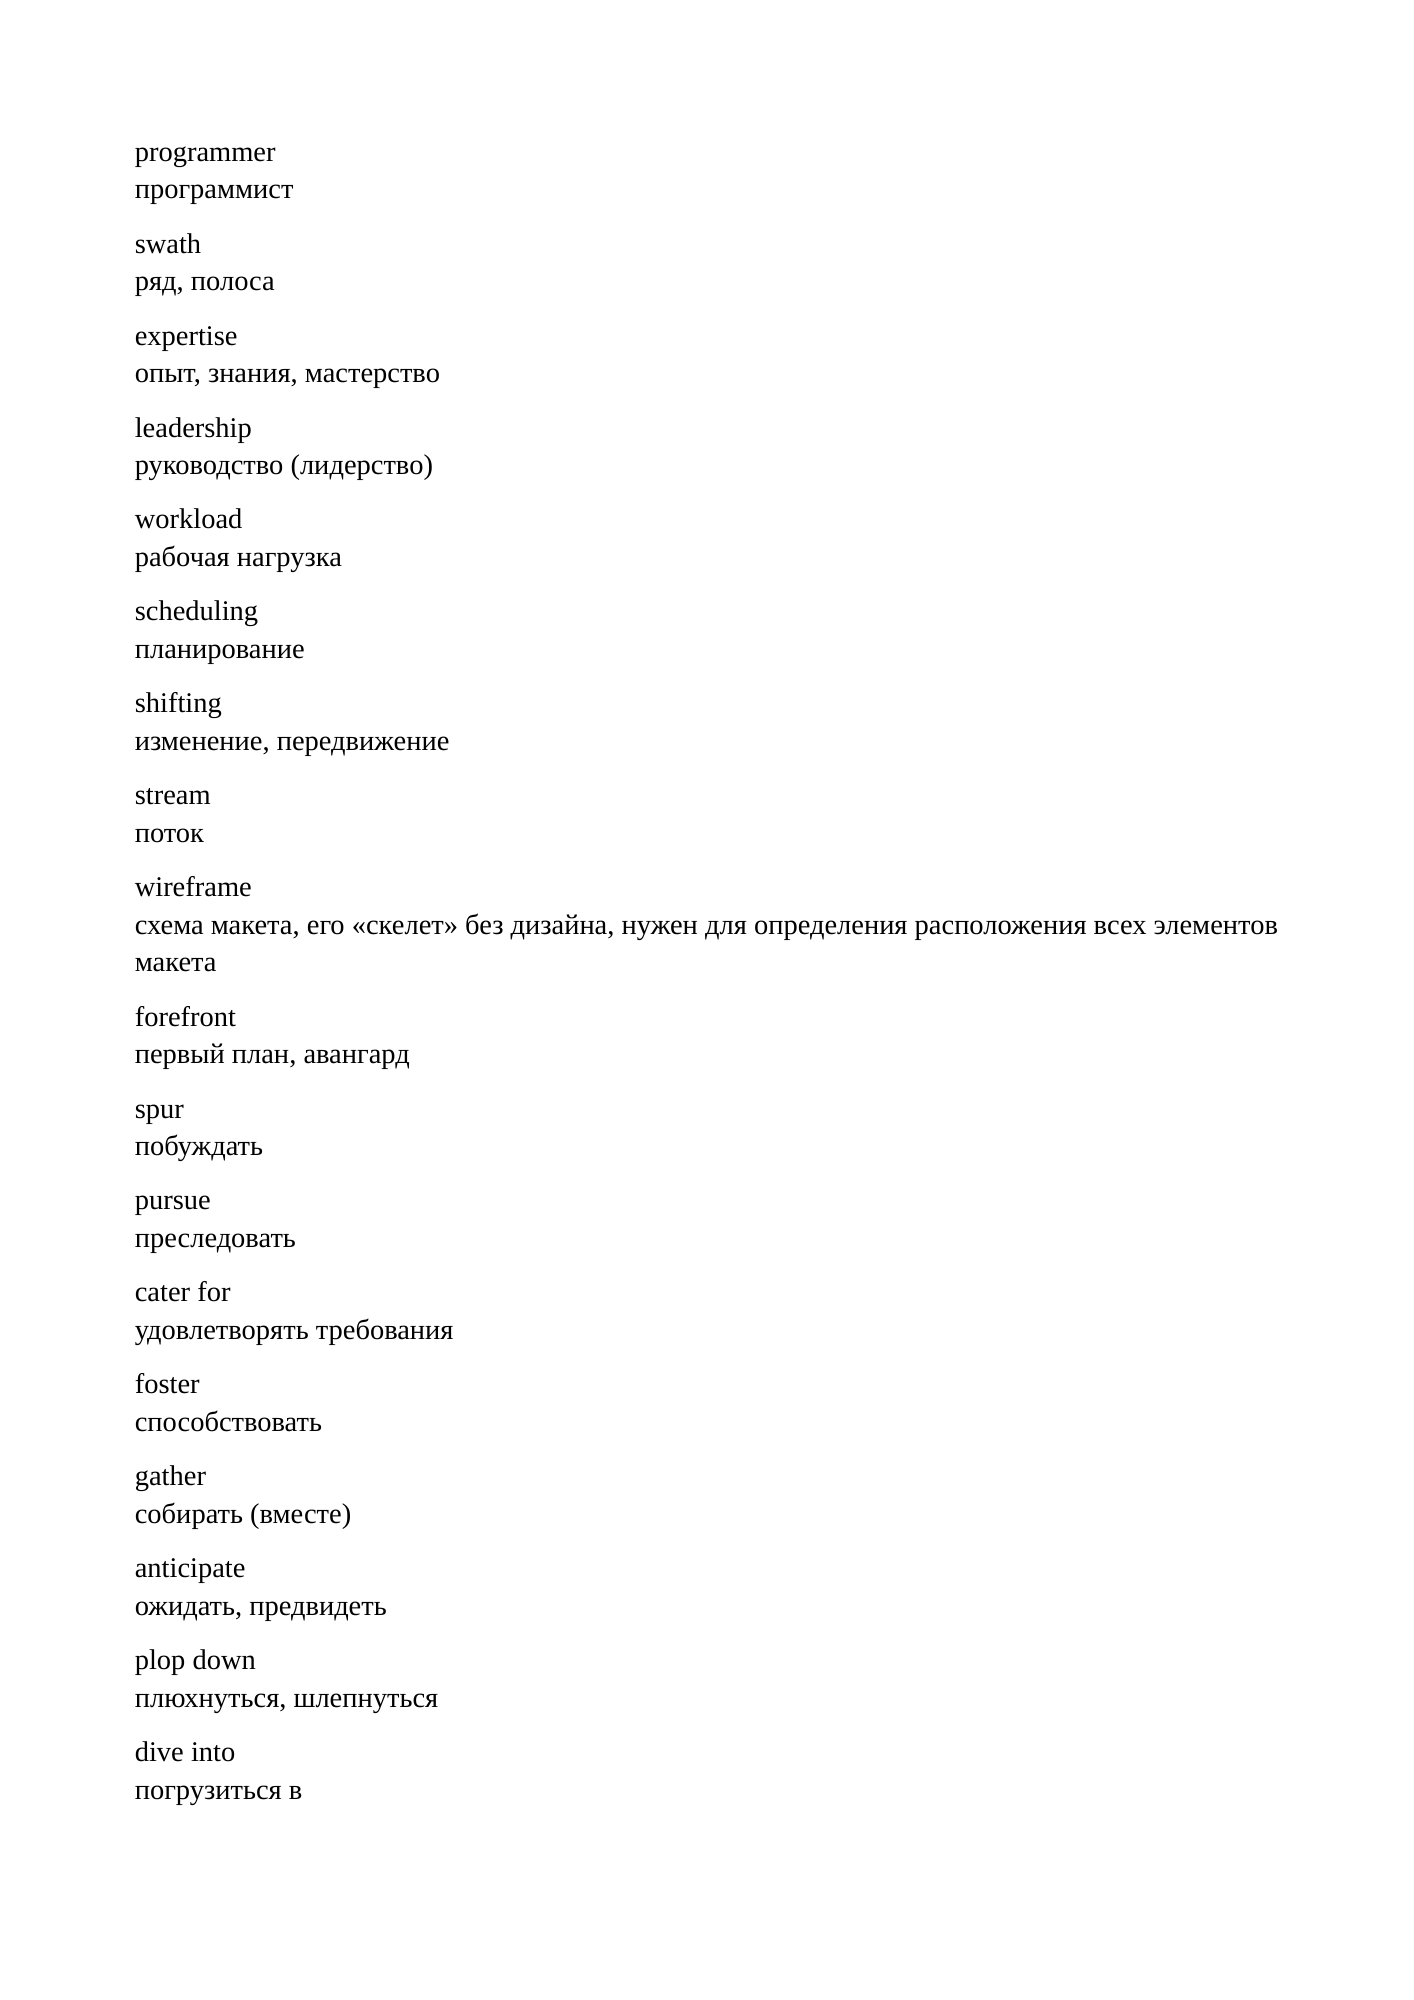 programmer
программист
swath
ряд, полоса
expertise
опыт, знания, мастерство
leadership
руководство (лидерство)
workload
рабочая нагрузка
scheduling
планирование
shifting
изменение, передвижение
stream
поток
wireframe
схема макета, его «скелет» без дизайна, нужен для определения расположения всех элементов
макета
forefront
первый план, авангард
spur
побуждать
pursue
преследовать
cater for
удовлетворять требования
foster
способствовать
gather
собирать (вместе)
anticipate
ожидать, предвидеть
plop down
плюхнуться, шлепнуться
dive into
погрузиться в